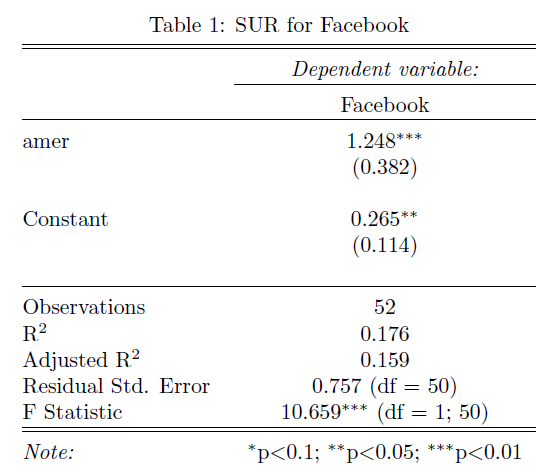 Table 1: SUR for Facebook
Dependent variable:
Facebook
amer 1.248***
(0.382)
Constant 0.265**
(0.114)
Observations 52
R² 0.176
Adjusted R² 0.159
Residual Std. Error 0.757 (df = 50)
F Statistic 10.659*** (df = 1; 50)
Note: *p<0.1; **p<0.05; ***p<0.01